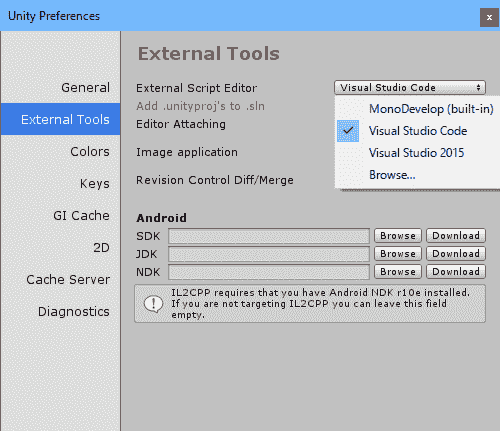 Unity Preferences
x
External Tools
General
External Tools
Colors
Keys
GI Cache
2D
Cache Server
Diagnostics
External Script Editor
Visual Studio Code
Add .unityproj's to .sln
Editor Attaching
Image application
Revision Control Diff/Merge
MonoDevelop (built-in)
Visual Studio Code
Visual Studio 2015
Browse...
Android
SDK Browse Download
JDK Browse Download
NDK Browse Download
IL2CPP requires that you have Android NDK r10e installed.
If you are not targeting IL2CPP you can leave this field
empty.